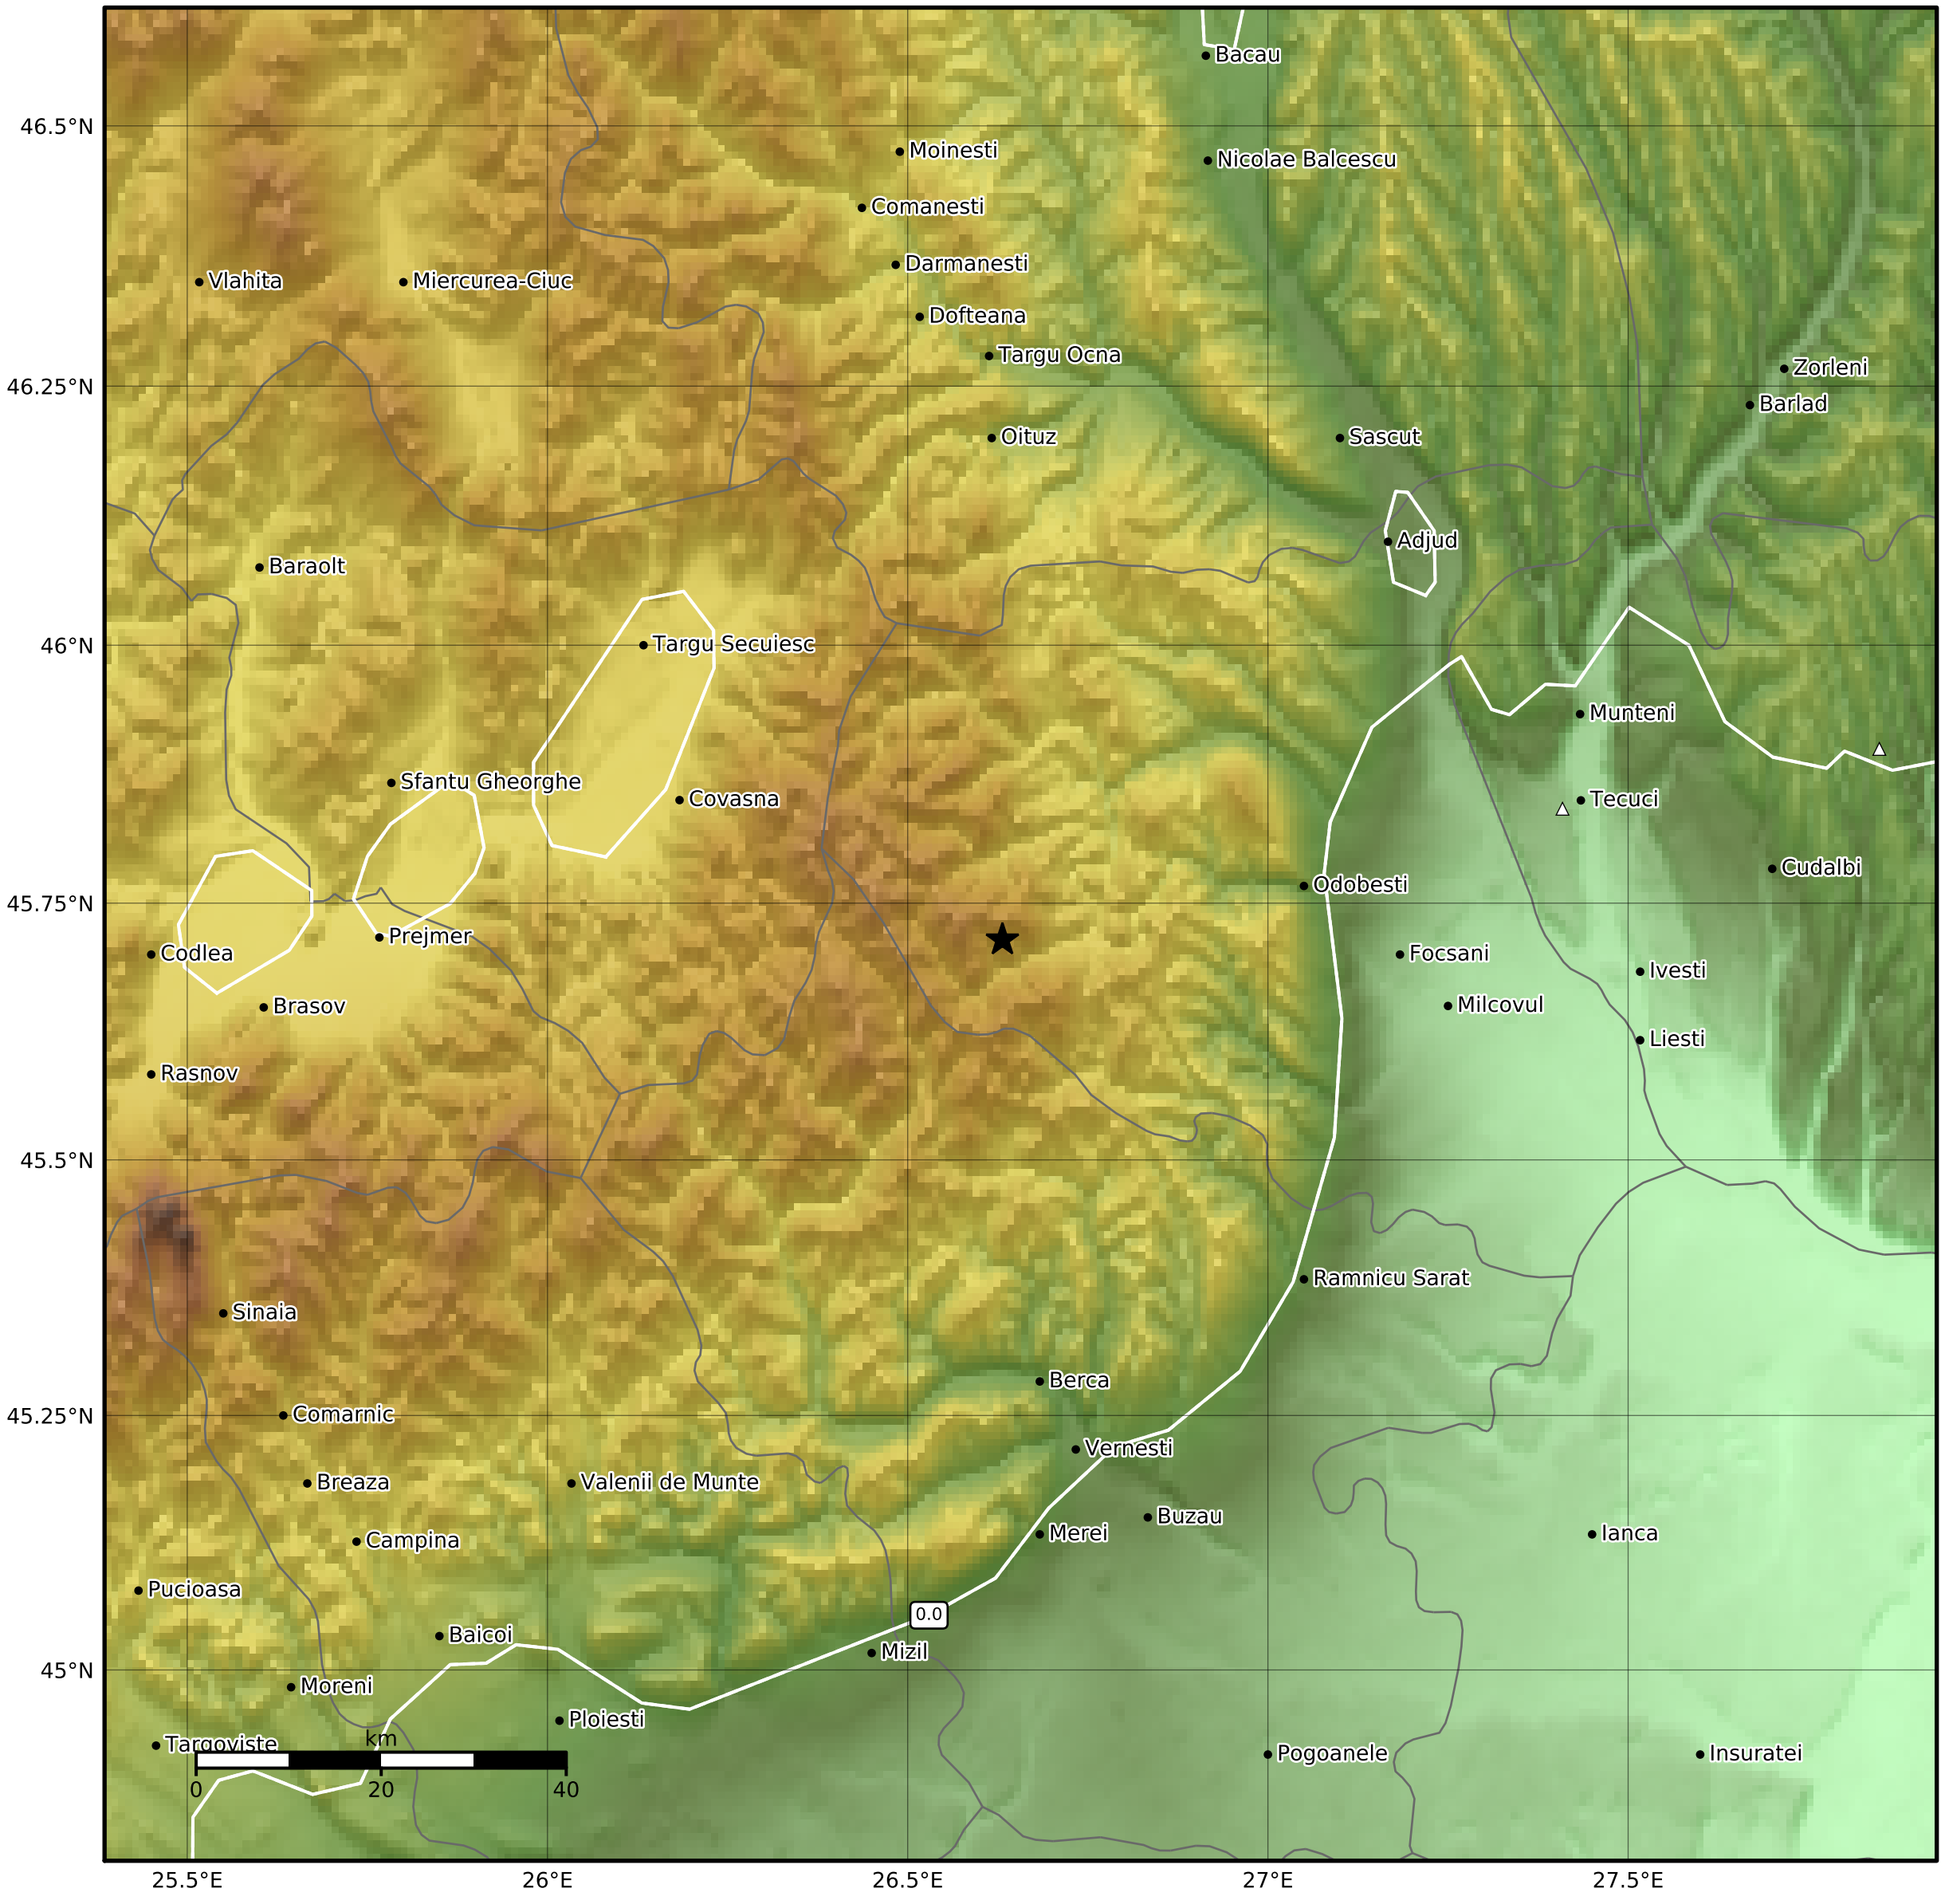 Bacau
46.5°N
Moinesti
Nicolae Balcescu
Comanesti
Darmanesti
Vlahita
Miercurea-Ciuc
Dofteana
Targu Ocna
Zorleni
46.25°N
Barlad
Oituz
Sascut
Adjud
Baraolt
46°N
Targu Secuiesc
Munteni
Sfantu Gheorghe
Covasna
Tecuci
Cudalbi
Odobesti
45.75°N
Prejmer
Codlea
Focsani
Ivesti
Brasov
Milcovul
Liesti
Rasnov
45.5°N
Ramnicu Sarat
Sinaia
Berca
45.25°N
Comarnic
Vernesti
Breaza
Valenii de Munte
Buzau
Merei
Ianca
Campina
Pucioasa
0.0
Baicoi
Mizil
45°N
Moreni
Ploiesti
km
Targoviste
Pogoanele
Insuratei
0 20 40
25.5°E 26°E 26.5°E 27°E 27.5°E